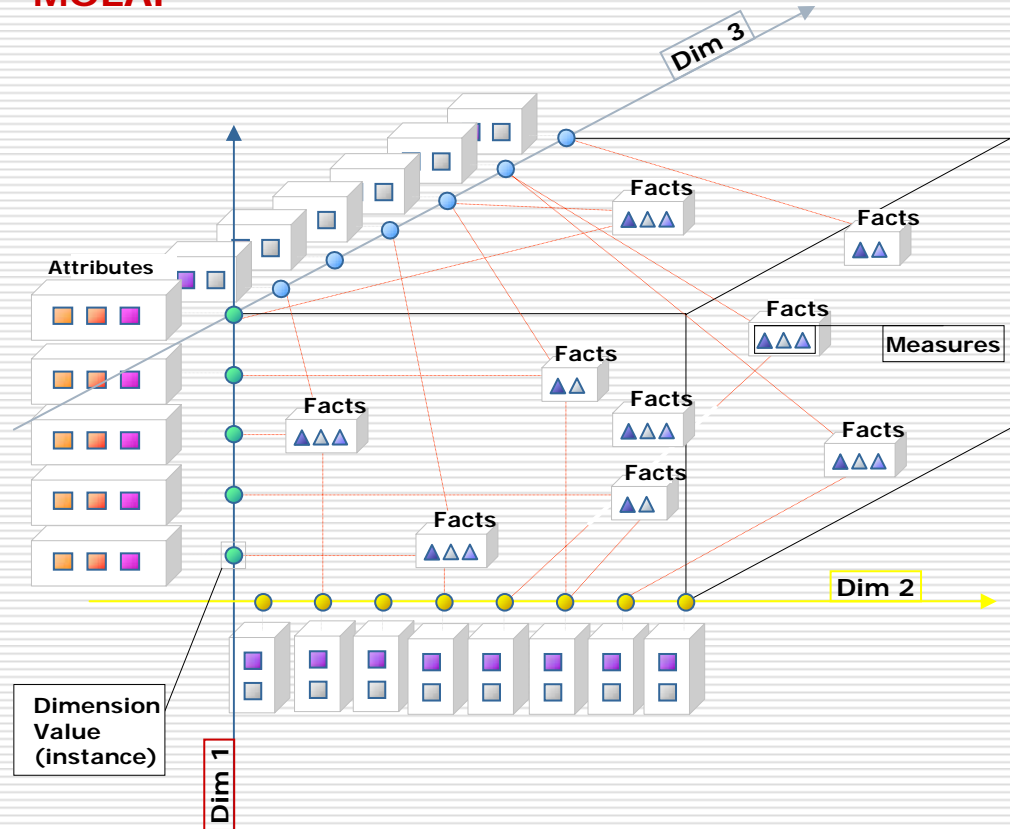 MOLAP
Dim 3
Facts
Facts
Attributes
Facts
Measures
Facts
Facts
Facts
Facts
Facts
Facts
Dim 2
Dimension
Value
(instance)
Dim 1